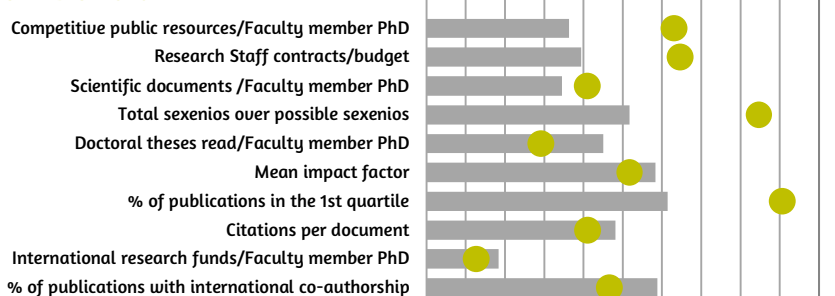 Competitive public resources/Faculty member PhD
Research Staff contracts/budget
Scientific documents /Faculty member PhD
Total sexenios over possible sexenios
Doctoral theses read/Faculty member PhD
Mean impact factor
% of publications in the 1st quartile
Citations per document
International research funds/Faculty member PhD
% of publications with international co-authorship